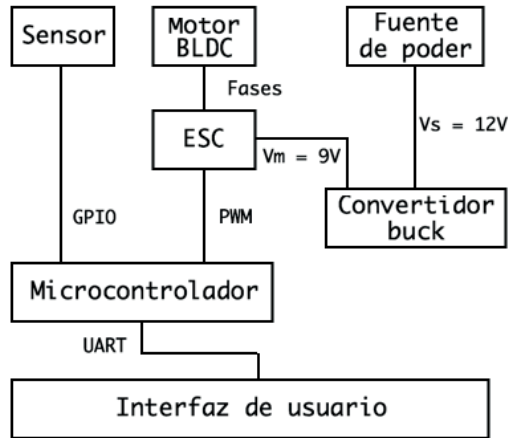 Sensor
Motor
BLDC
Fuente
de poder
Fases
Vs = 12V
ESC
Vm = 9V
Convertidor
buck
GPIO
PWM
Microcontrolador
UART
Interfaz de usuario